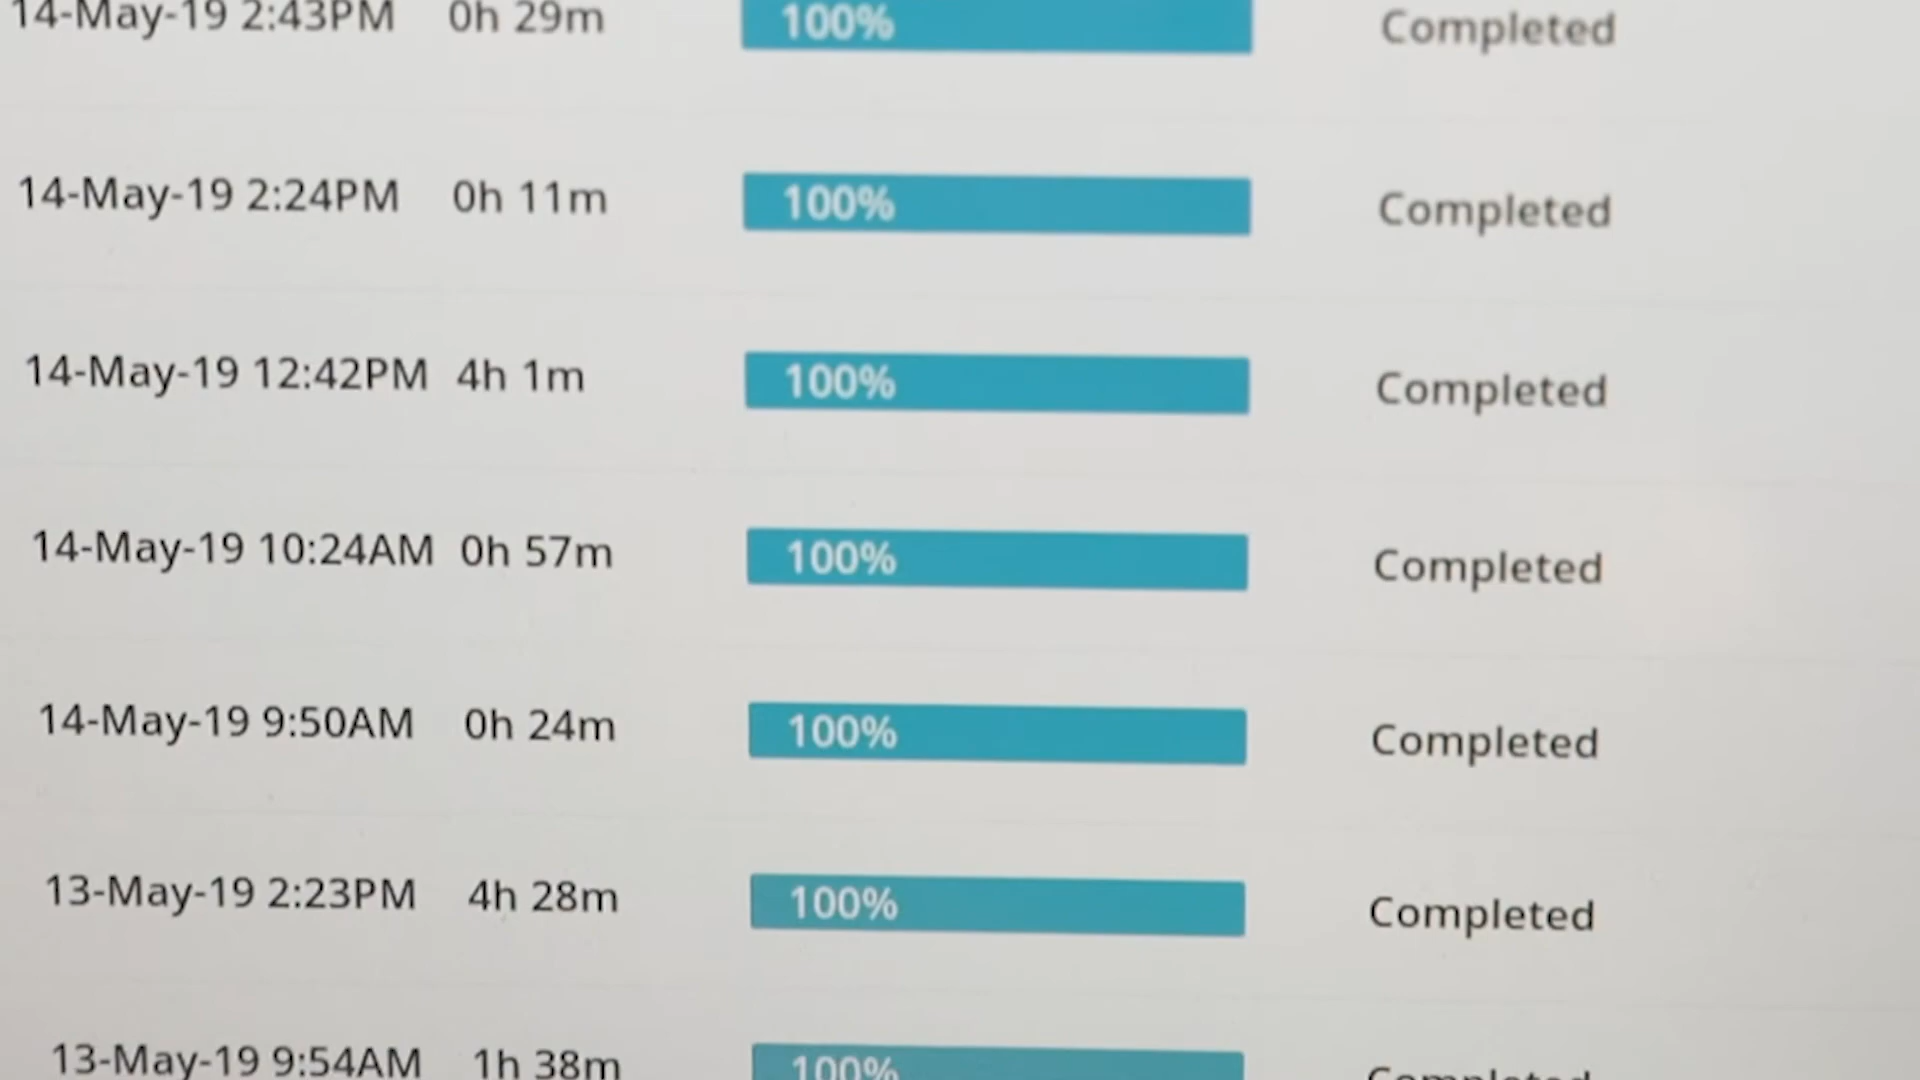 14-May-19 2:43PM 0h 29m 100% Completed
14-May-19 2:24PM 0h 11m 100% Completed
14-May-19 12:42PM 4h 1m 100% Completed
14-May-19 10:24AM 0h 57m 100% Completed
14-May-19 9:50AM 0h 24m 100% Completed
13-May-19 2:23PM 4h 28m 100% Completed
13-May-19 9:54AM 1h 38m 100% Completed